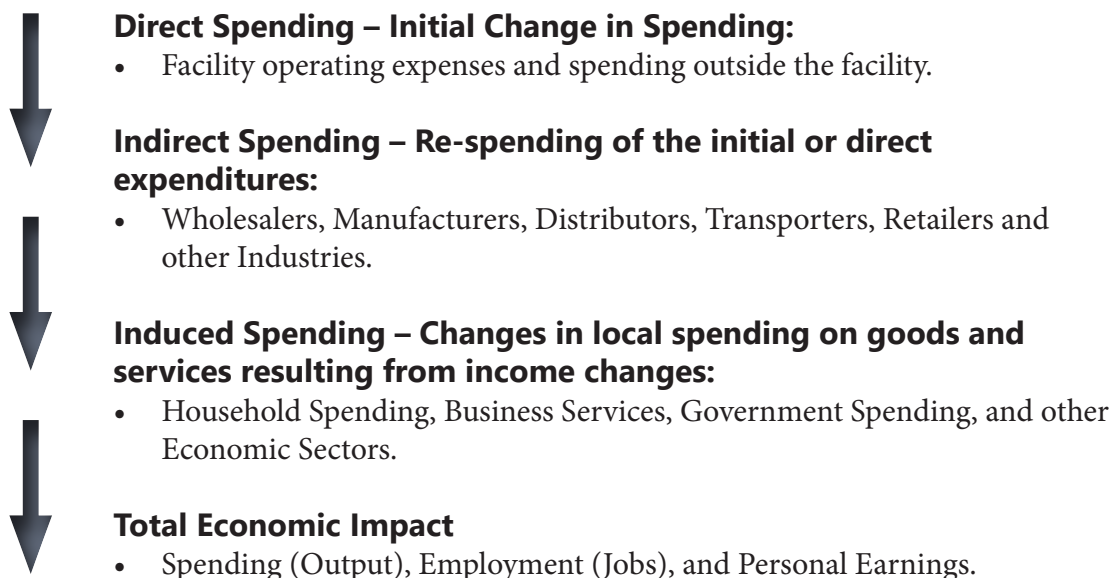 Direct Spending – Initial Change in Spending:
• Facility operating expenses and spending outside the facility.
Indirect Spending – Re-spending of the initial or direct
expenditures:
• Wholesalers, Manufacturers, Distributors, Transporters, Retailers and
other Industries.
Induced Spending – Changes in local spending on goods and
services resulting from income changes:
• Household Spending, Business Services, Government Spending, and other
Economic Sectors.
Total Economic Impact
• Spending (Output), Employment (Jobs), and Personal Earnings.